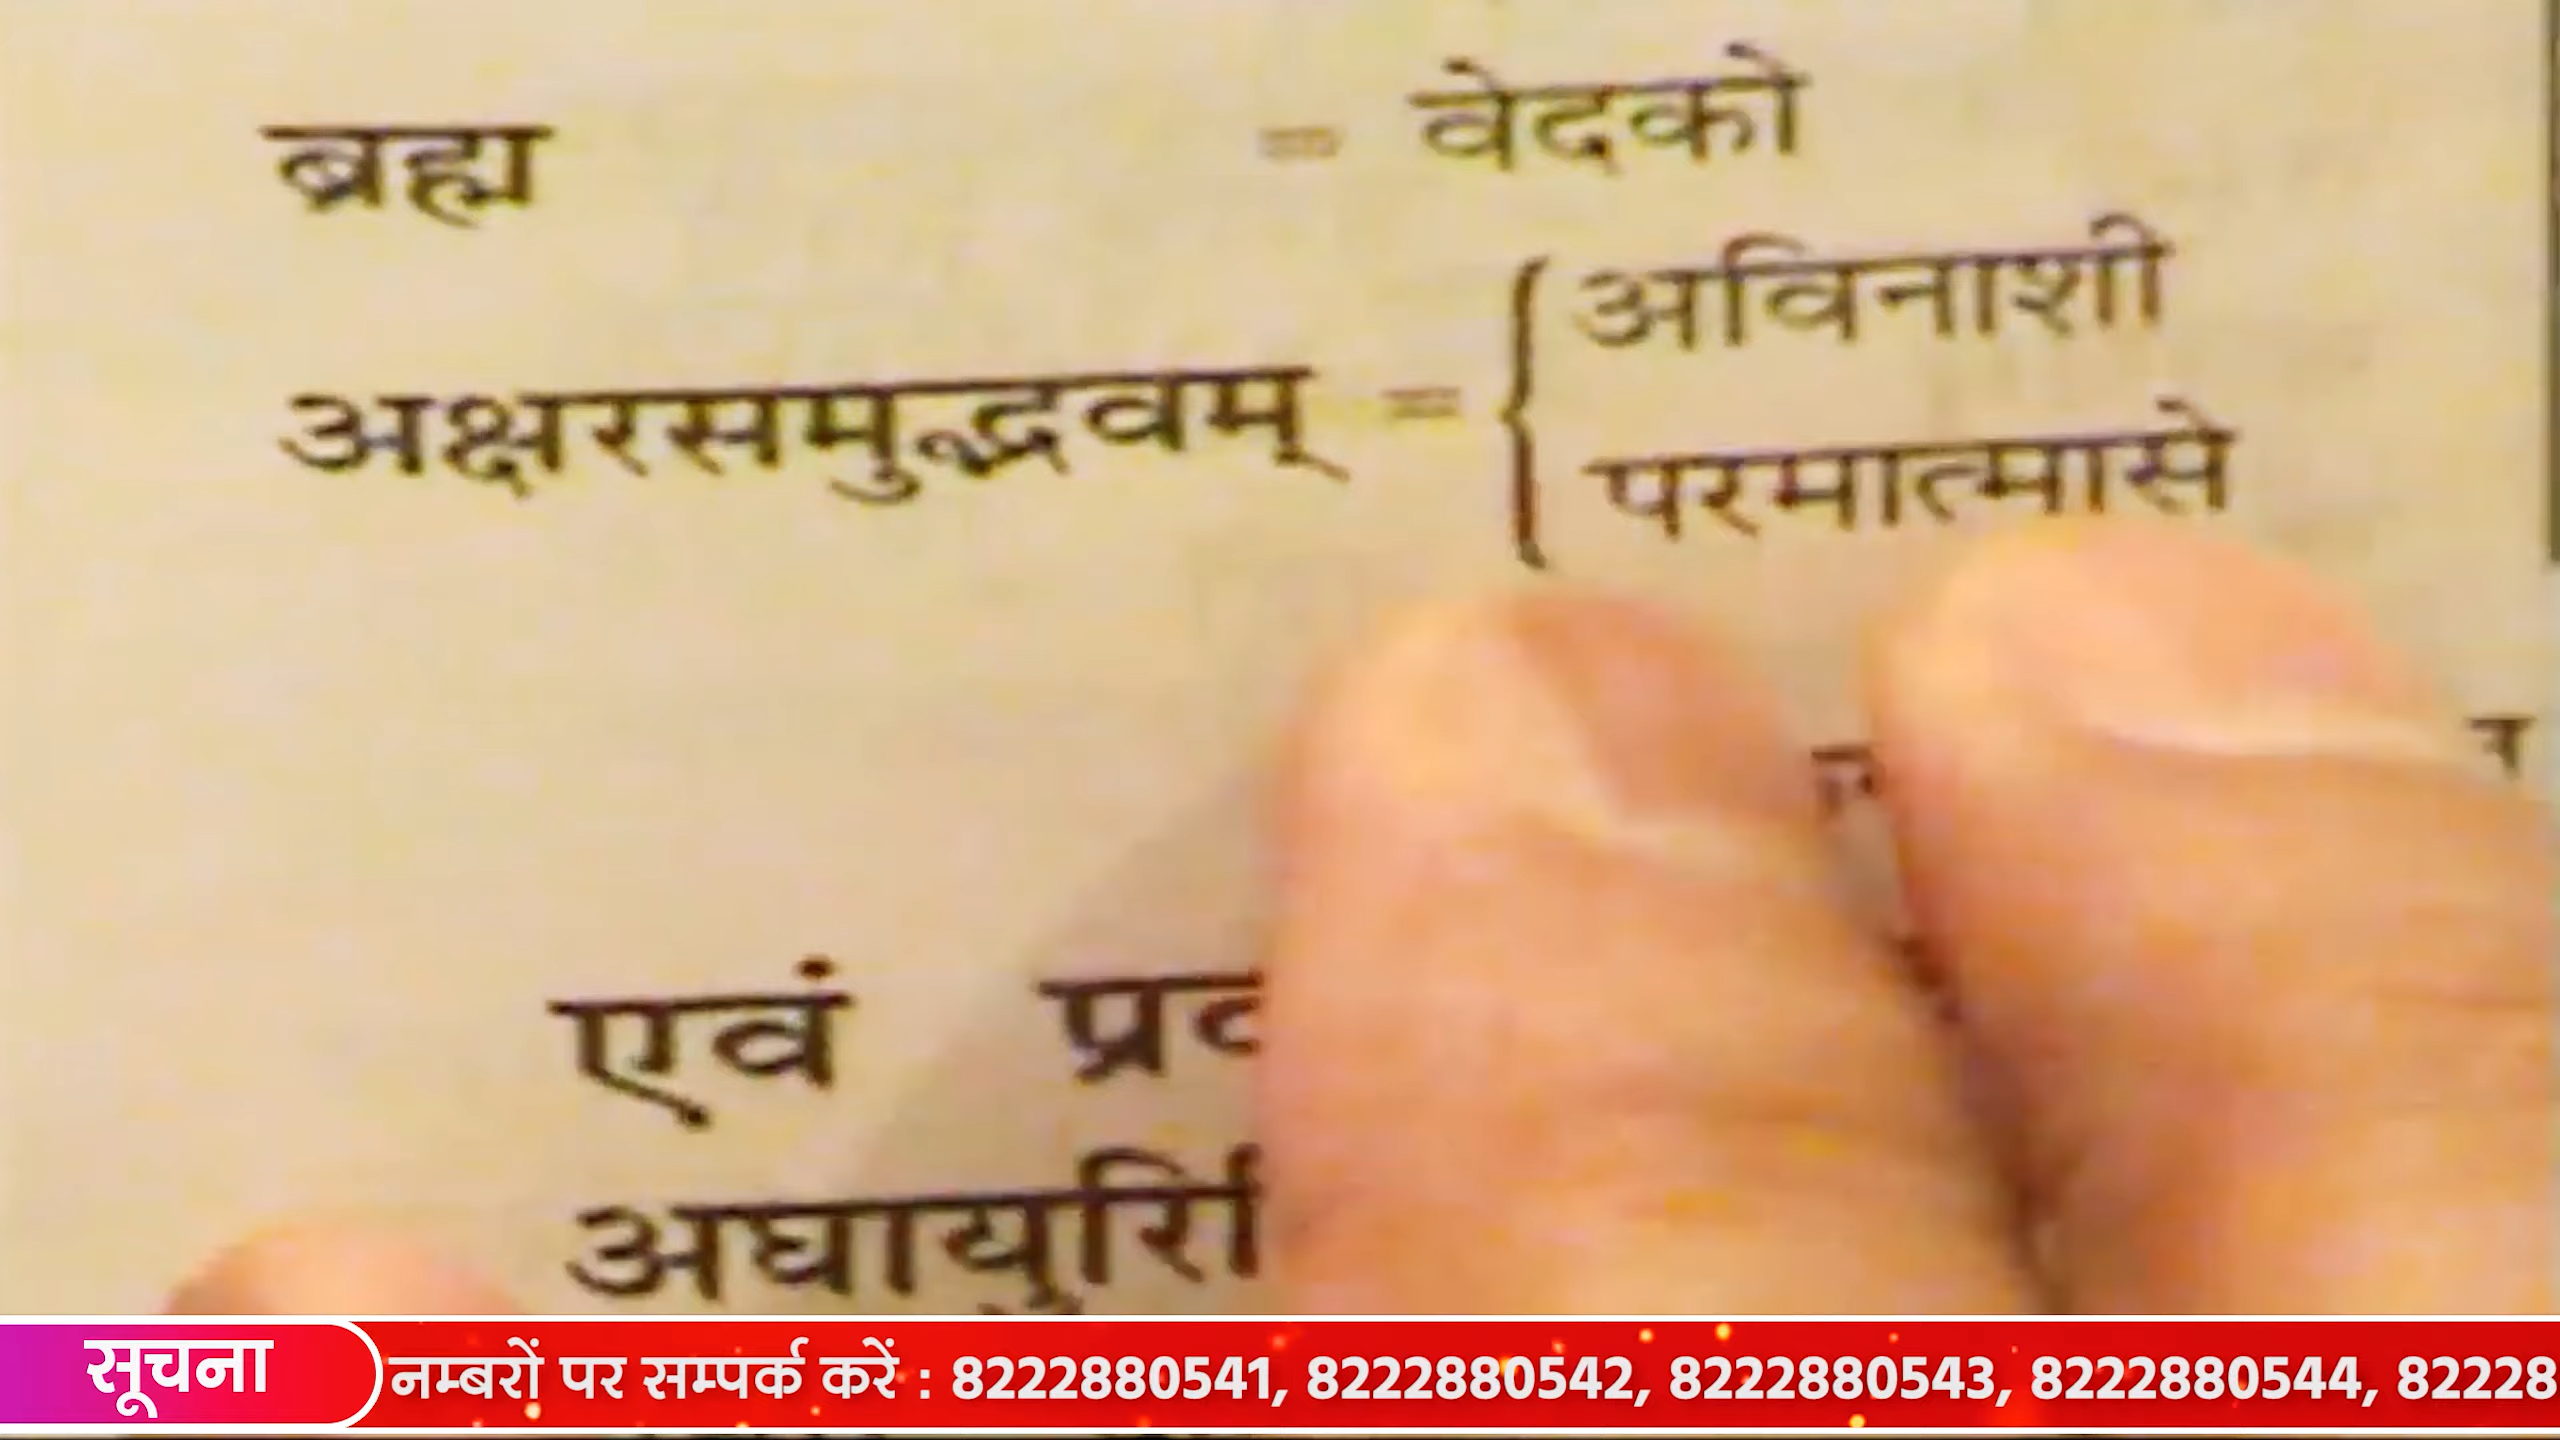 ब्रह्म = वेदको
अक्षरसमुद्भवम् = { अविनाशी
परमात्मासे
एवं
सूचना
नम्बरों पर सम्पर्क करें : 8222880541, 8222880542, 8222880543, 8222880544, 82228